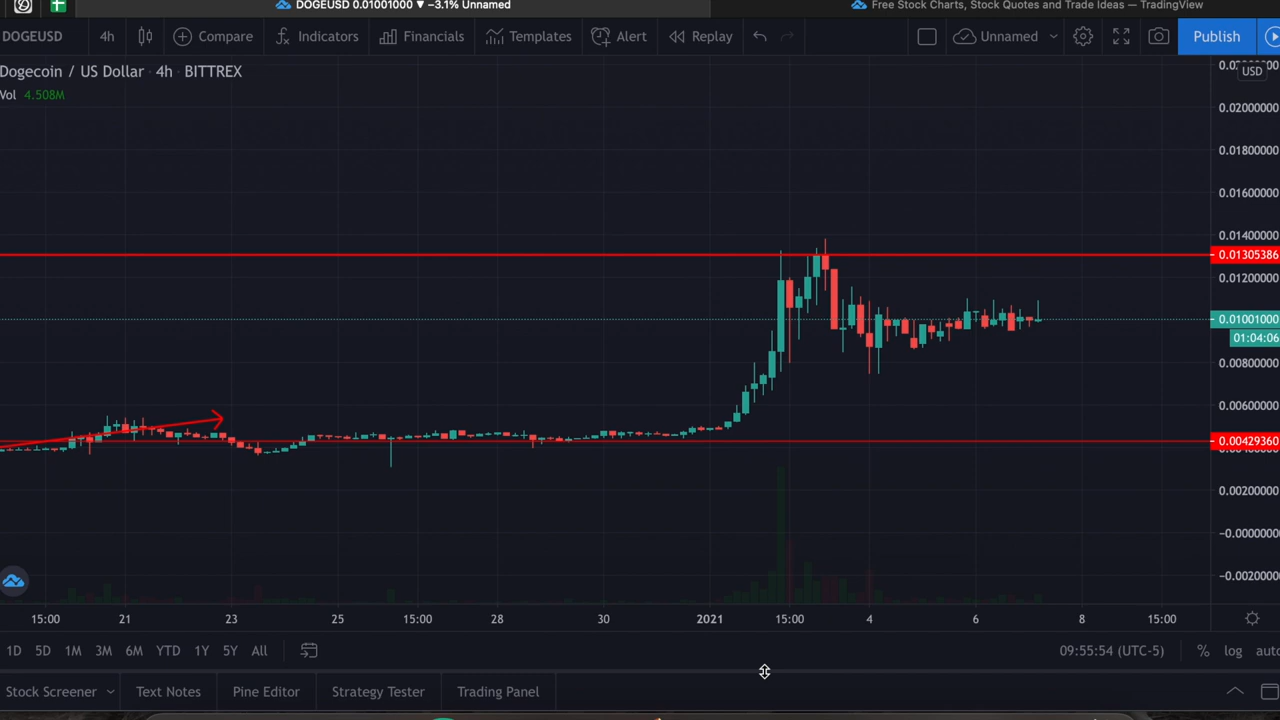 DOGEUSD 0.01001000 ▼ −3.1% Unnamed
Free Stock Charts, Stock Quotes and Trade Ideas — TradingView
DOGEUSD 4h Compare Indicators Financials Templates Alert Replay Unnamed Publish
Dogecoin / US Dollar · 4h · BITTREX
USD
Vol 4.508M
0.02000000
0.01800000
0.01600000
0.01400000
0.01305386
0.01200000
0.01001000
01:04:06
0.00800000
0.00600000
0.00429360
0.00200000
−0.00000000
−0.00200000
15:00 21 23 25 15:00 28 30 2021 15:00 4 6 8 15:00
1D 5D 1M 3M 6M YTD 1Y 5Y All 09:55:54 (UTC-5) % log auto
Stock Screener Text Notes Pine Editor Strategy Tester Trading Panel